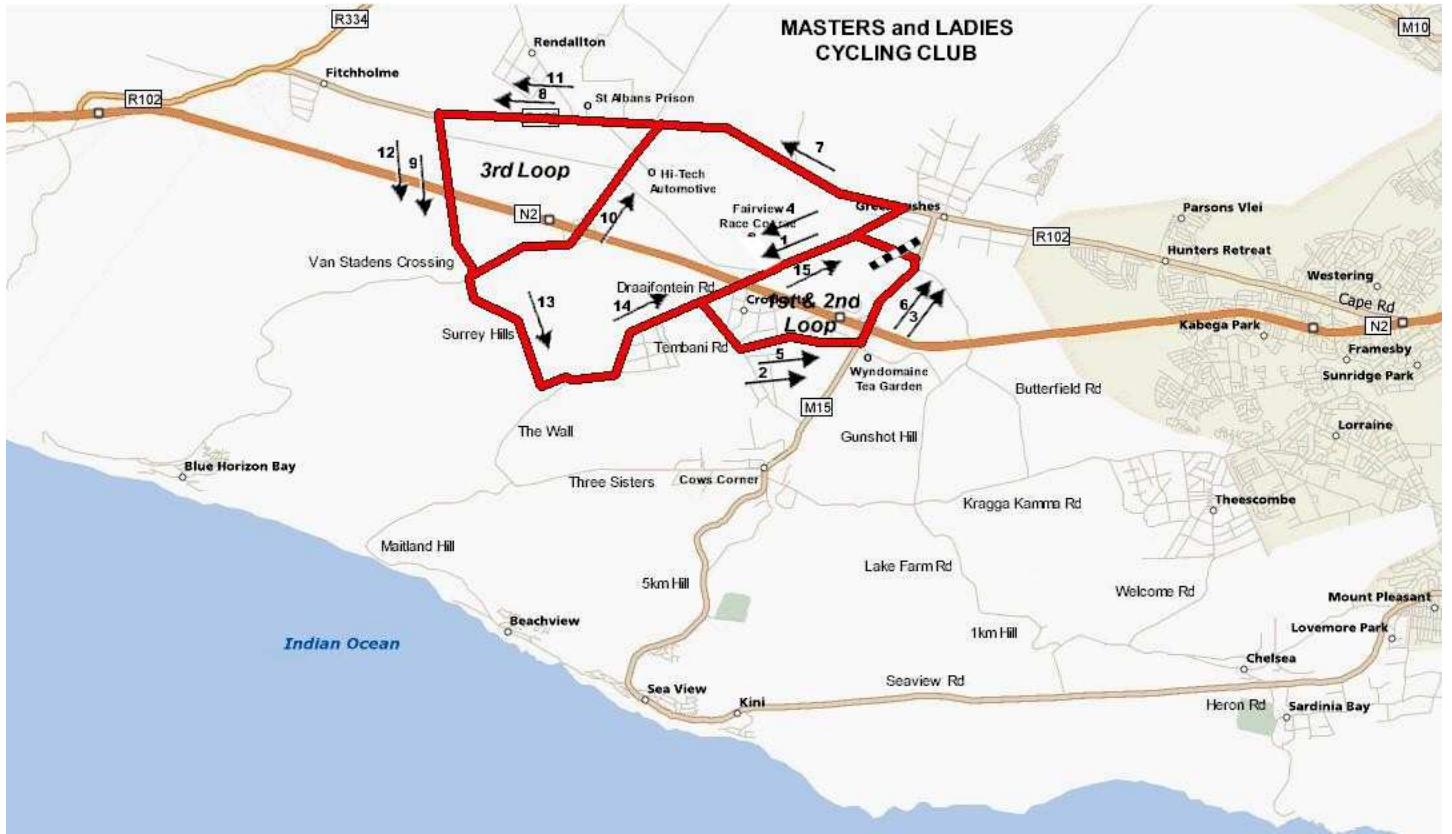 MASTERS and LADIES
CYCLING CLUB
R334
M10
Rendallton
Fitchholme
11
8
St Albans Prison
R102
7
12
9
3rd Loop
Hi-Tech
Automotive
10
N2
Fairview
Race Course
4
1
R102
Parsons Vlei
Hunters Retreat
Westering
Cape Rd
N2
Kabega Park
Framesby
Sunridge Park
Van Stadens Crossing
Draaifontein Rd
15
13
14
1st & 2nd
Loop
6
3
Surrey Hills
Tembani Rd
5
2
Wyndomaine
Tea Garden
Butterfield Rd
M15
Lorraine
The Wall
Gunshot Hill
Blue Horizon Bay
Three Sisters
Cows Corner
Kragga Kamma Rd
Theescombe
Maitland Hill
5km Hill
Lake Farm Rd
Welcome Rd
Mount Pleasant
Beachview
1km Hill
Lovemore Park
Indian Ocean
Chelsea
Seaview Rd
Sea View
Kini
Heron Rd
Sardinia Bay